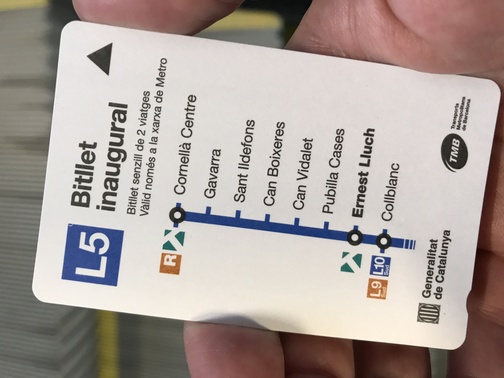 L5
Bitllet
inaugural
Bitllet senzill de 2 viatges
Vàlid només a la xarxa de Metro
R
Cornellà Centre
Gavarra
Sant Ildefons
Can Boixeres
Can Vidalet
Pubilla Cases
Ernest Lluch
Collblanc
L9 Sud
L10 Sud
Generalitat
de Catalunya
TMB
Transports
Metropolitans
de Barcelona